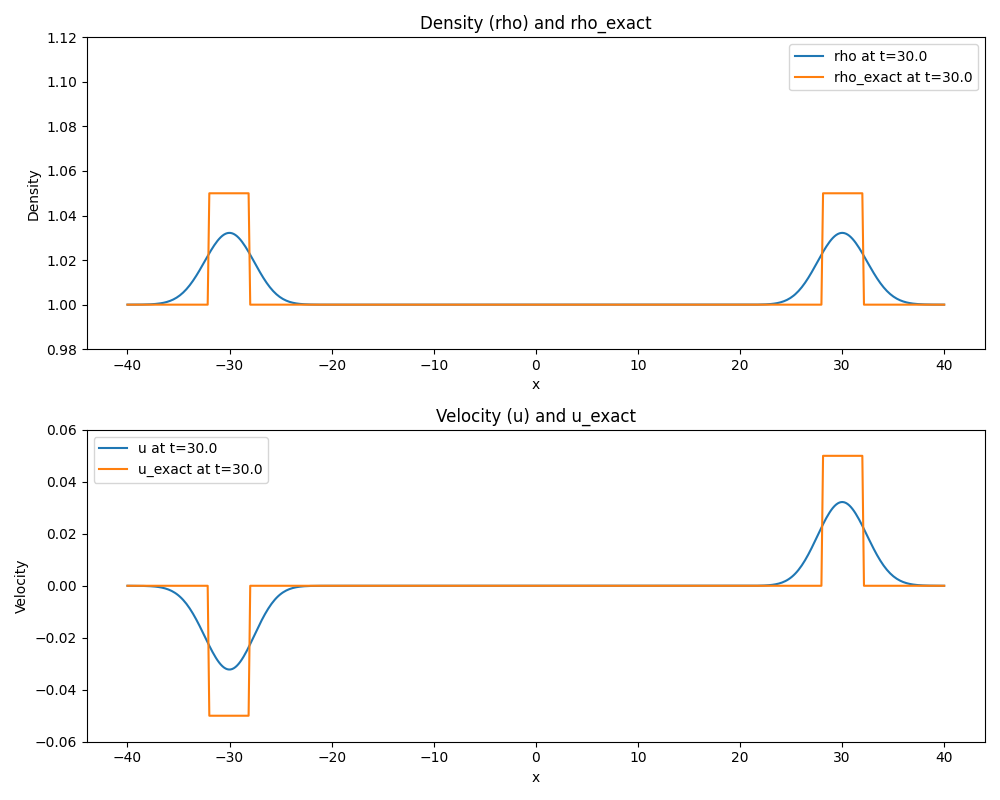 Density (rho) and rho_exact
1.12
1.10
1.08
1.06
1.04
1.02
1.00
0.98
Density
rho at t=30.0
rho_exact at t=30.0
−40 −30 −20 −10 0 10 20 30 40
x
Velocity (u) and u_exact
0.06
0.04
0.02
0.00
−0.02
−0.04
−0.06
Velocity
u at t=30.0
u_exact at t=30.0
−40 −30 −20 −10 0 10 20 30 40
x